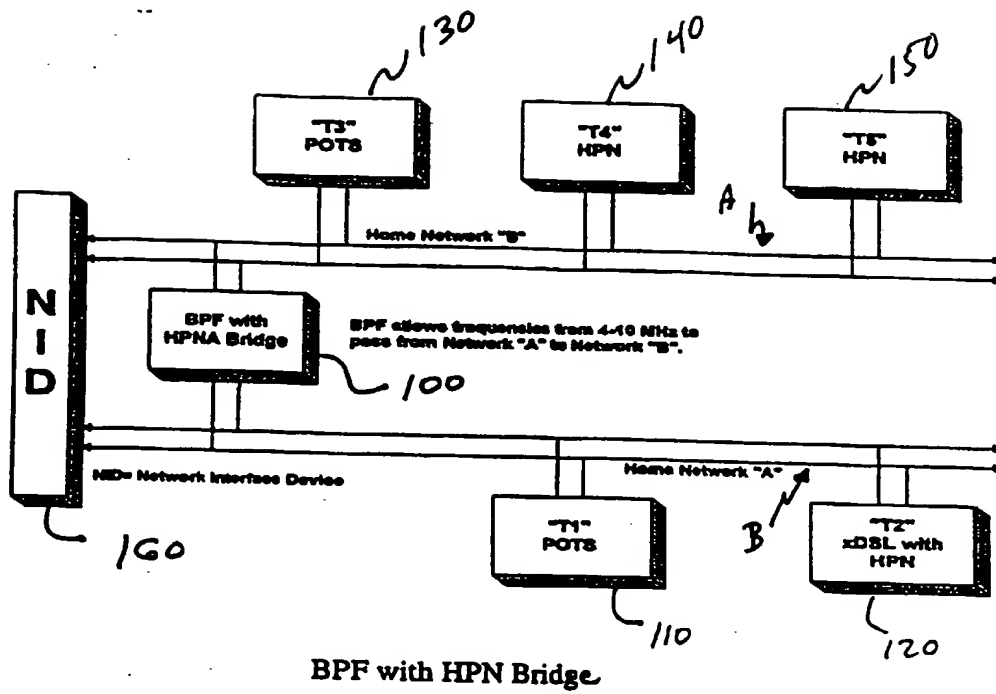 130
140
150
"T3"
POTS
"T4"
HPN
"T5"
HPN
A
Home Network "B"
NID
BPF with
HPNA Bridge
BPF allows frequencies from 4-10 MHz to
pass from Network "A" to Network "B".
100
Home Network "A"
NID= Network Interface Device
B
"T1"
POTS
"T2"
xDSL with
HPN
160
110
120
BPF with HPN Bridge